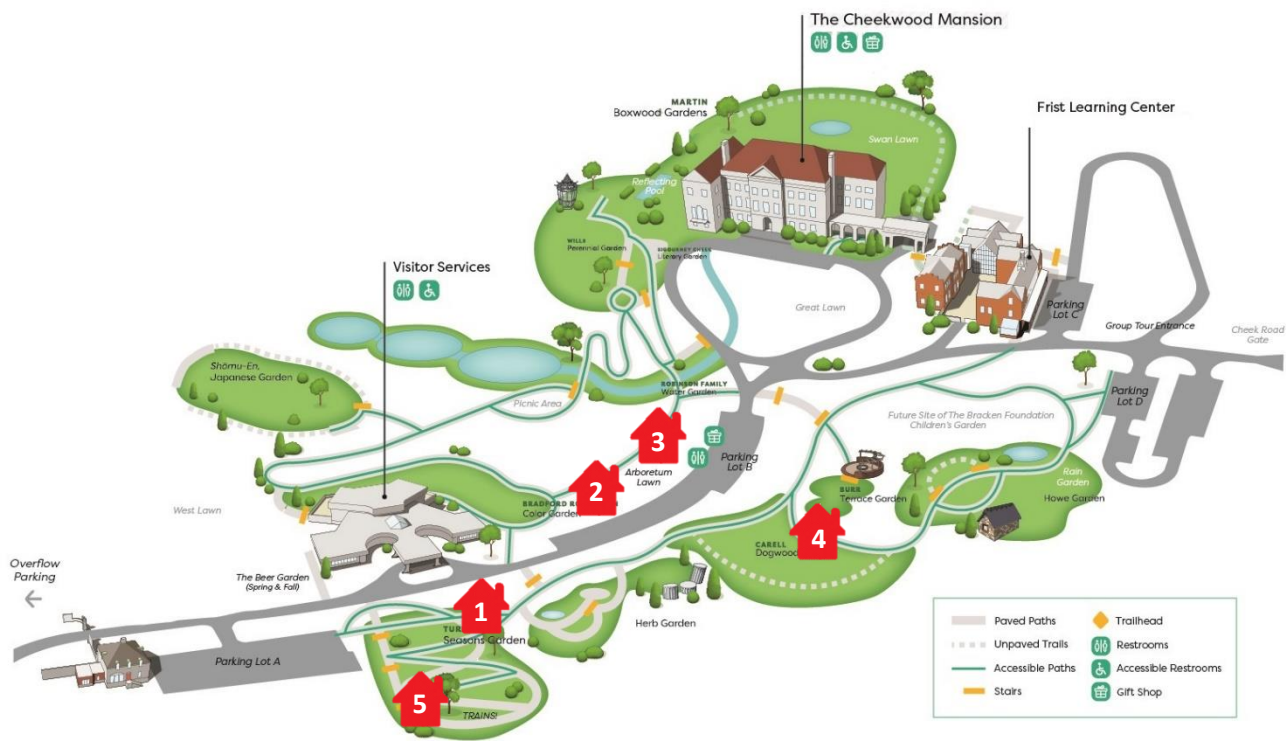 The Cheekwood Mansion
MARTIN
Boxwood Gardens
Frist Learning Center
Swan Lawn
Reflecting
Pool
WILLS
Perennial Garden
Literary Garden
Visitor Services
Great Lawn
Parking
Lot C
Group Tour Entrance
Cheek Road
Gate
Shōmu-En,
Japanese Garden
Picnic Area
ROBINSON FAMILY
Water Garden
Parking
Lot D
Future Site of The Bracken Foundation
Children's Garden
3
Parking
Lot B
Arboretum
Lawn
2
BRADFORD
Color Garden
West Lawn
BURR
Terrace Garden
Rain
Garden
Howe Garden
4
CARELL
Dogwood
Overflow
Parking
The Beer Garden
(Spring & Fall)
1
Seasons Garden
Herb Garden
Parking Lot A
5
TRAINS!
Paved Paths
Unpaved Trails
Accessible Paths
Stairs
Trailhead
Restrooms
Accessible Restrooms
Gift Shop